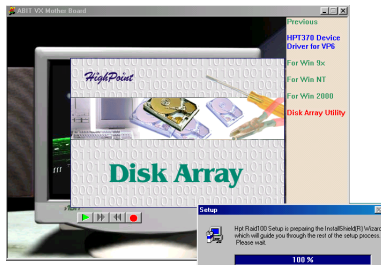 ABIT VX Mother Board
Previous
HPT370 Device
Driver for VP6
For Win 9x
For Win NT
For Win 2000
Disk Array Utility
HighPoint
Disk Array
Setup
Hpt Raid100 Setup is preparing the InstallShield(R) Wizard
which will guide you through the rest of the setup process.
Please wait.
100 %